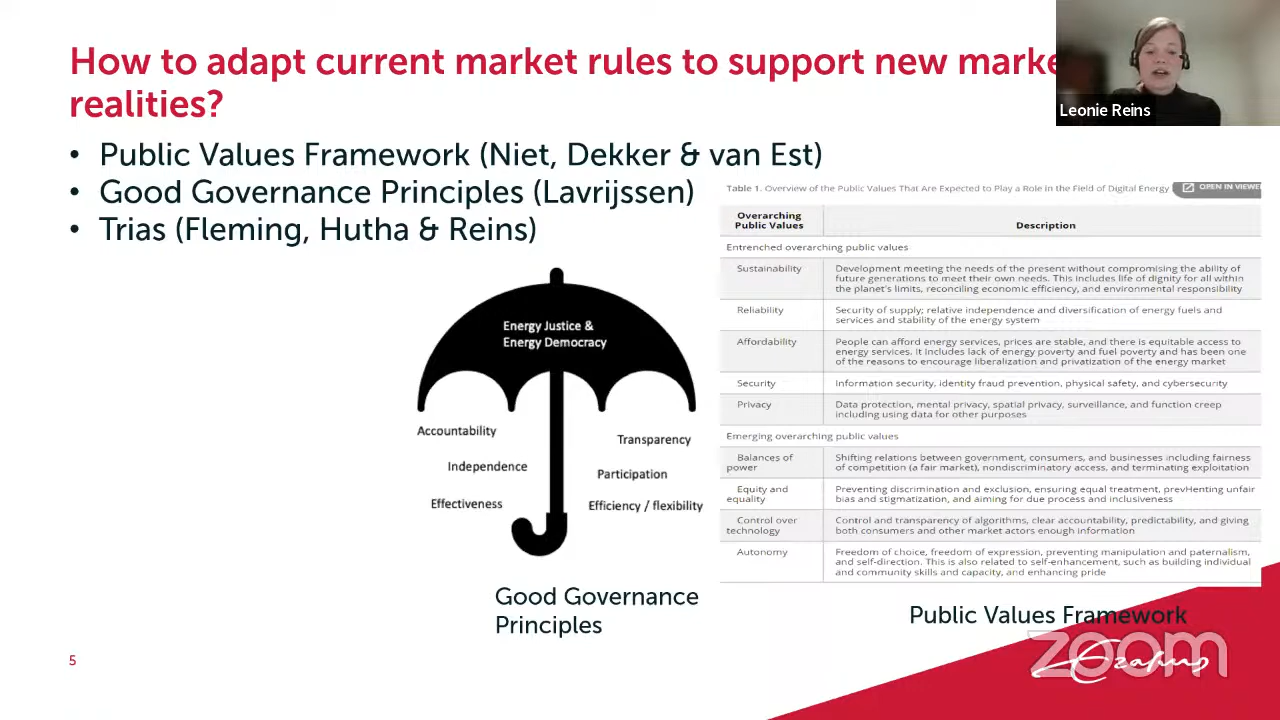 How to adapt current market rules to support new marke
realities?
Leonie Reins
• Public Values Framework (Niet, Dekker & van Est)
• Good Governance Principles (Lavrijssen)
• Trias (Fleming, Hutha & Reins)
Energy Justice &
Energy Democracy
Accountability
Transparency
Independence
Participation
Effectiveness
Efficiency / flexibility
Good Governance
Principles
Table 1. Overview of the Public Values That Are Expected to Play a Role in the Field of Digital Energy
OPEN IN VIEWER
Overarching
Public Values
Description
Entrenched overarching public values
Sustainability
Development meeting the needs of the present without compromising the ability of
future generations to meet their own needs. This includes life of dignity for all within
the planet's limits, reconciling economic efficiency, and environmental responsibility
Reliability
Security of supply; relative independence and diversification of energy fuels and
services and stability of the energy system
Affordability
People can afford energy services, prices are stable, and there is equitable access to
energy services. It includes lack of energy poverty and fuel poverty and has been one
of the reasons to encourage liberalization and privatization of the energy market
Security
Information security, identity fraud prevention, physical safety, and cybersecurity
Privacy
Data protection, mental privacy, spatial privacy, surveillance, and function creep
including using data for other purposes
Emerging overarching public values
Balances of
power
Shifting relations between government, consumers, and businesses including fairness
of competition (a fair market), nondiscriminatory access, and terminating exploitation
Equity and
equality
Preventing discrimination and exclusion, ensuring equal treatment, prevHenting unfair
bias and stigmatization, and aiming for due process and inclusiveness
Control over
technology
Control and transparency of algorithms, clear accountability, predictability, and giving
both consumers and other market actors enough information
Autonomy
Freedom of choice, freedom of expression, preventing manipulation and paternalism,
and self-direction. This is also related to self-enhancement, such as building individual
and community skills and capacity, and enhancing pride
Public Values Framework
5
zoom
Erasmus